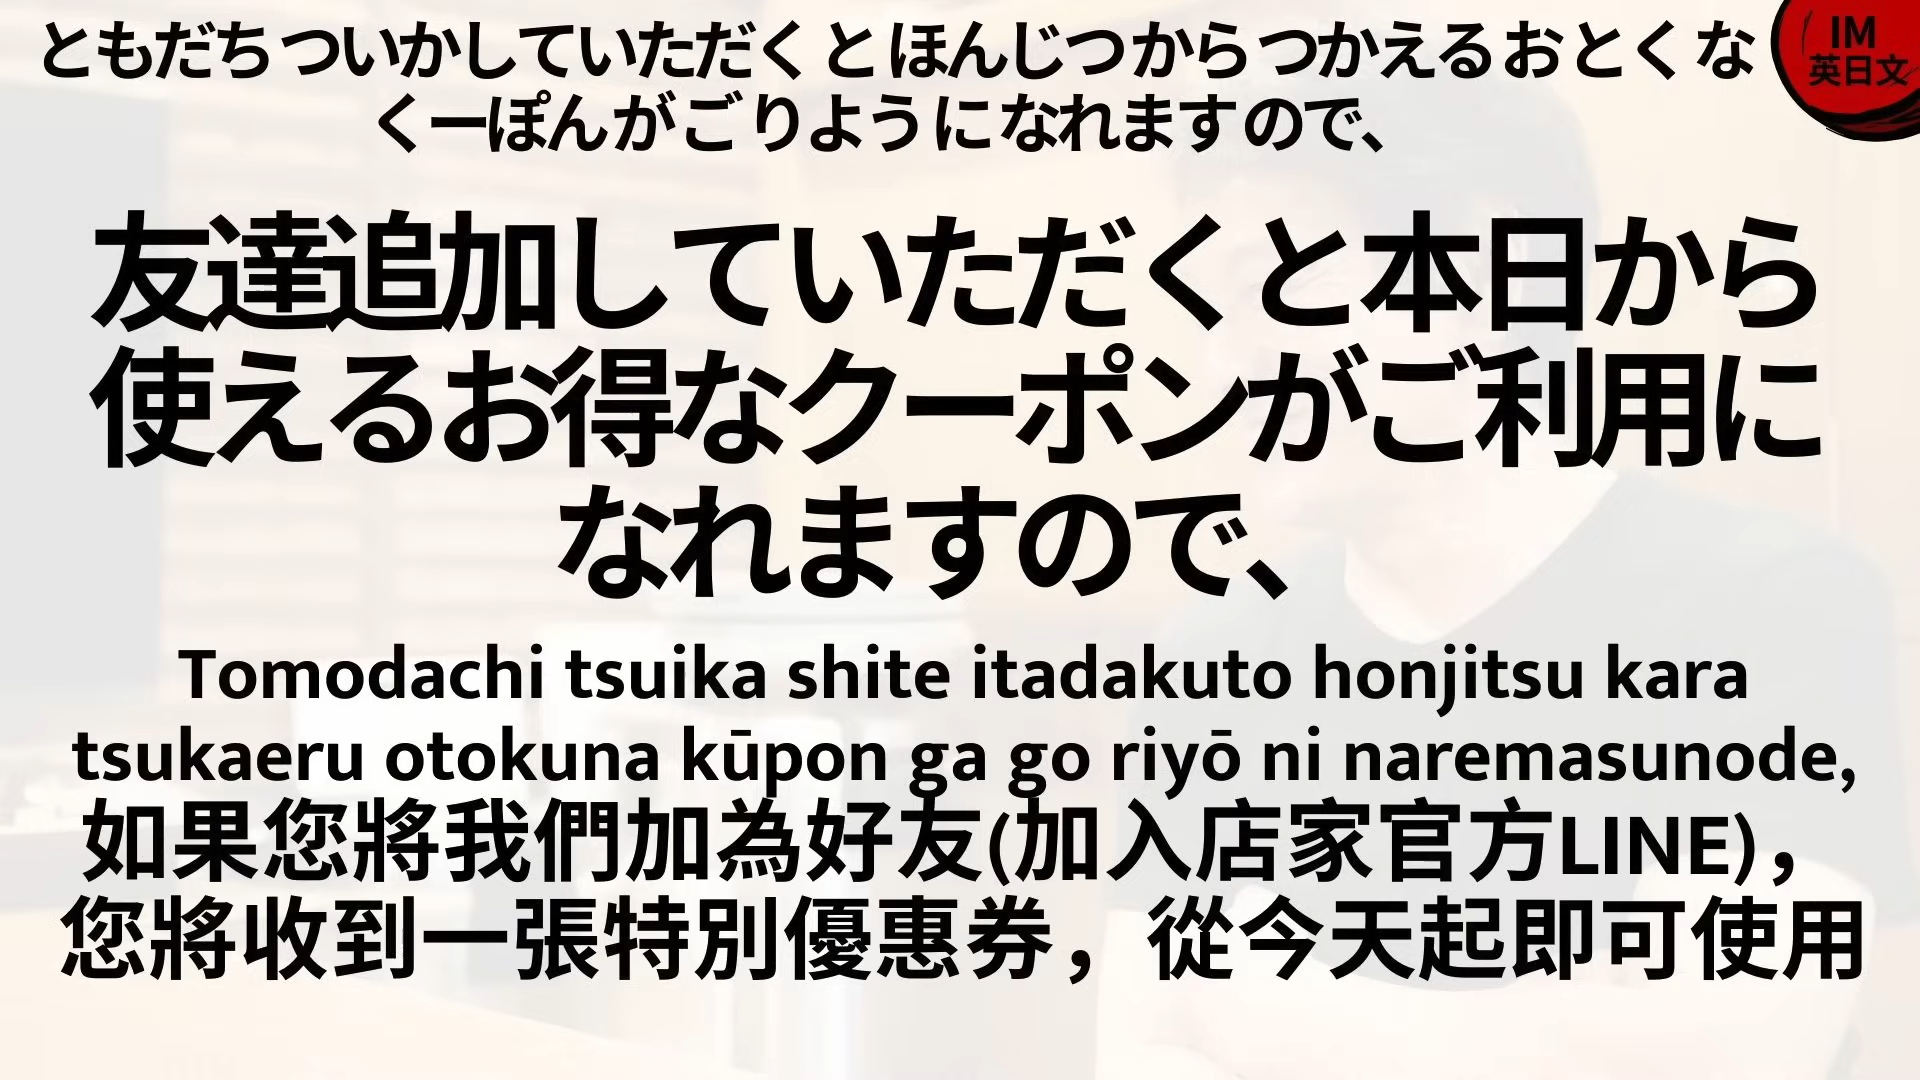 ともだち ついかしていただく と ほんじつ から つかえる お とく な
くーぽん が ご りよう に なれます ので、
IM
英日文
友達追加していただくと本日から
使えるお得なクーポンがご利用に
なれますので、
Tomodachi tsuika shite itadakuto honjitsu kara
tsukaeru otokuna kūpon ga go riyō ni naremasunode,
如果您將我們加為好友(加入店家官方LINE)，
您將收到一張特別優惠券，從今天起即可使用